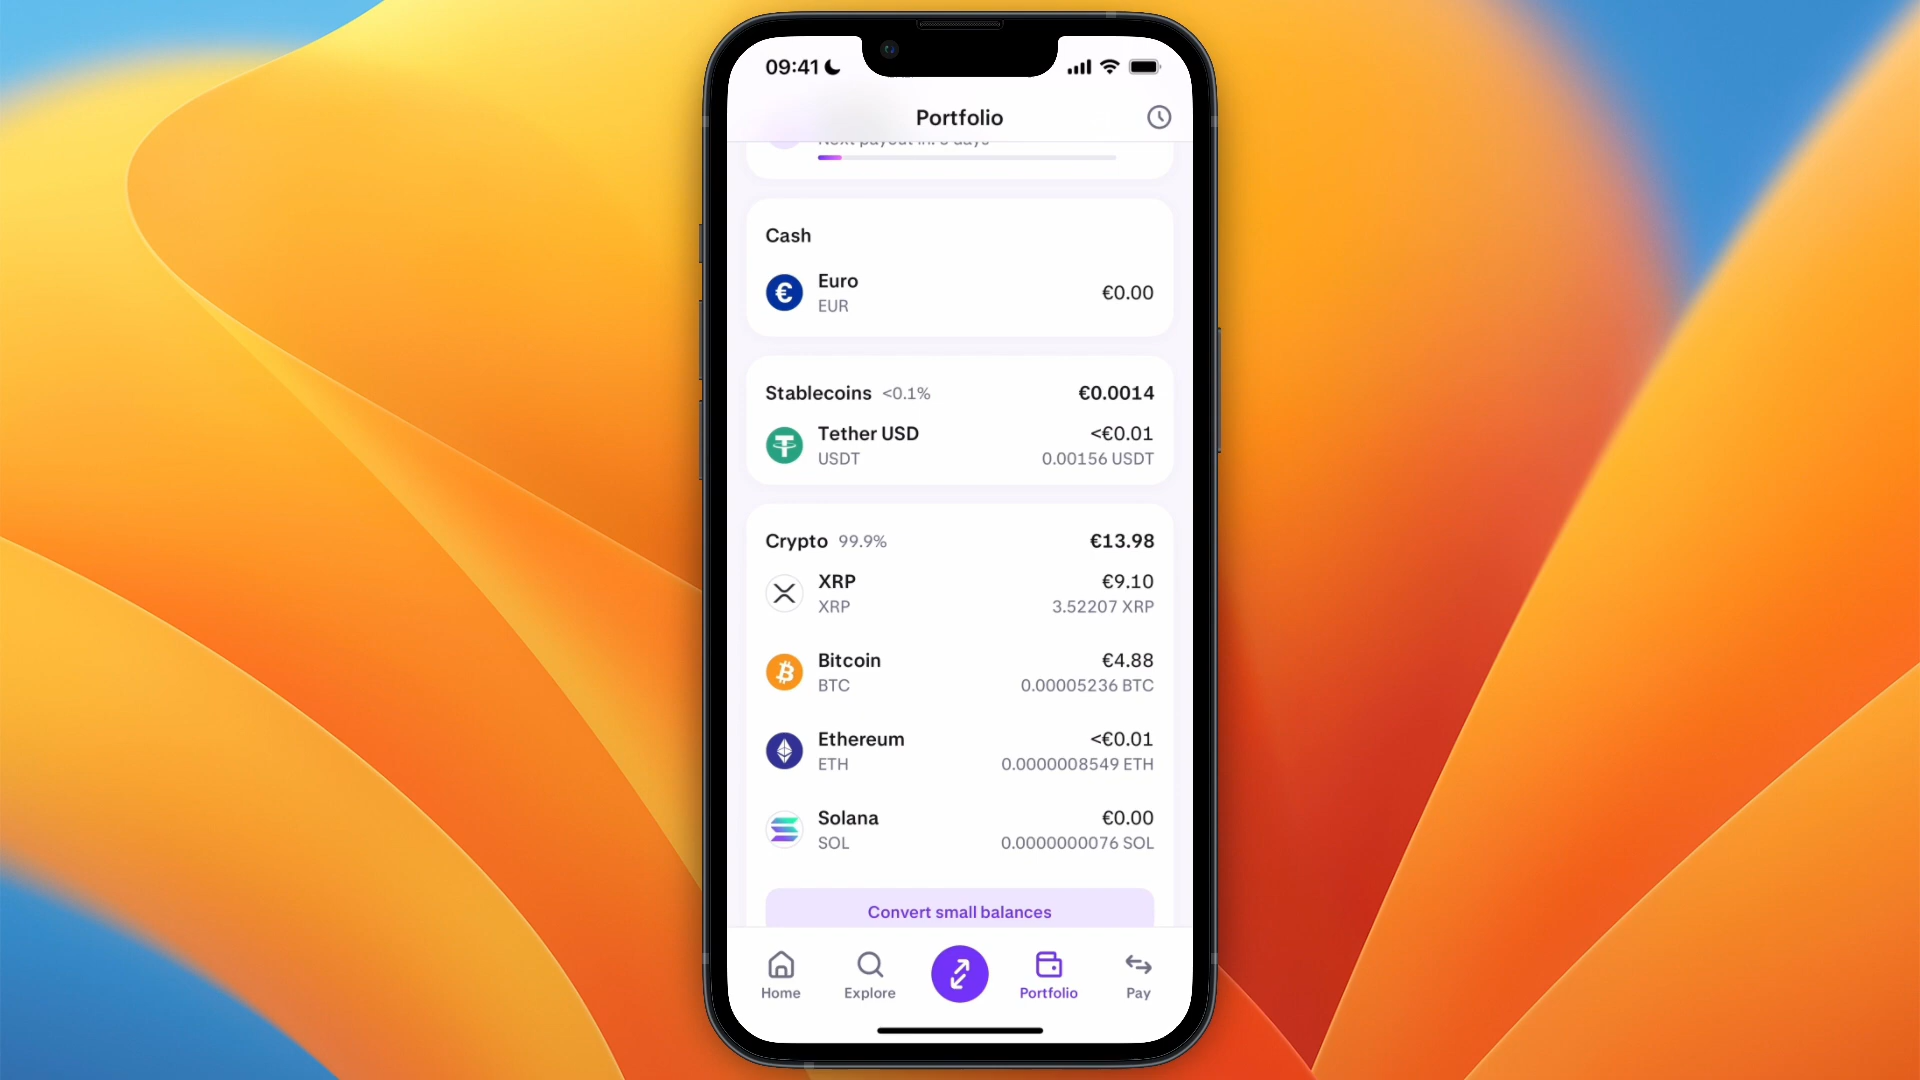 09:41
Portfolio
Cash
Euro
€0.00
EUR
Stablecoins <0.1% €0.0014
Tether USD <€0.01
USDT 0.00156 USDT
Crypto 99.9% €13.98
XRP €9.10
XRP 3.52207 XRP
Bitcoin €4.88
BTC 0.00005236 BTC
Ethereum <€0.01
ETH 0.0000008549 ETH
Solana €0.00
SOL 0.0000000076 SOL
Convert small balances
Home Explore Portfolio Pay